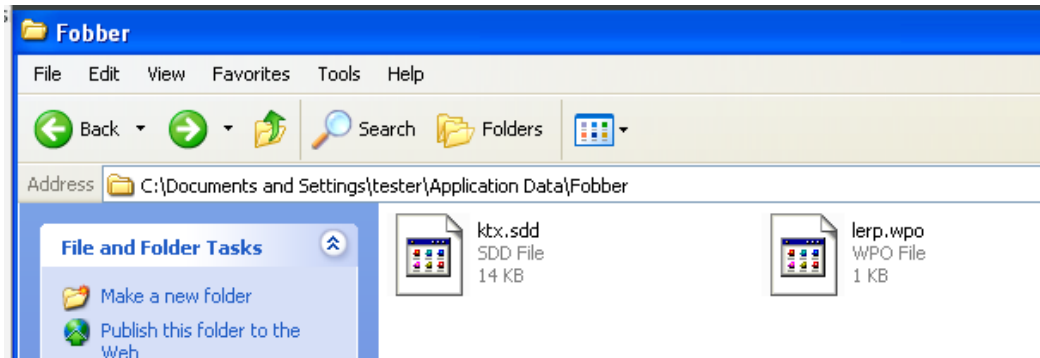 Fobber
File Edit View Favorites Tools Help
Back Search Folders
Address C:\Documents and Settings\tester\Application Data\Fobber
File and Folder Tasks
Make a new folder
Publish this folder to the
Web
ktx.sdd
SDD File
14 KB
lerp.wpo
WPO File
1 KB